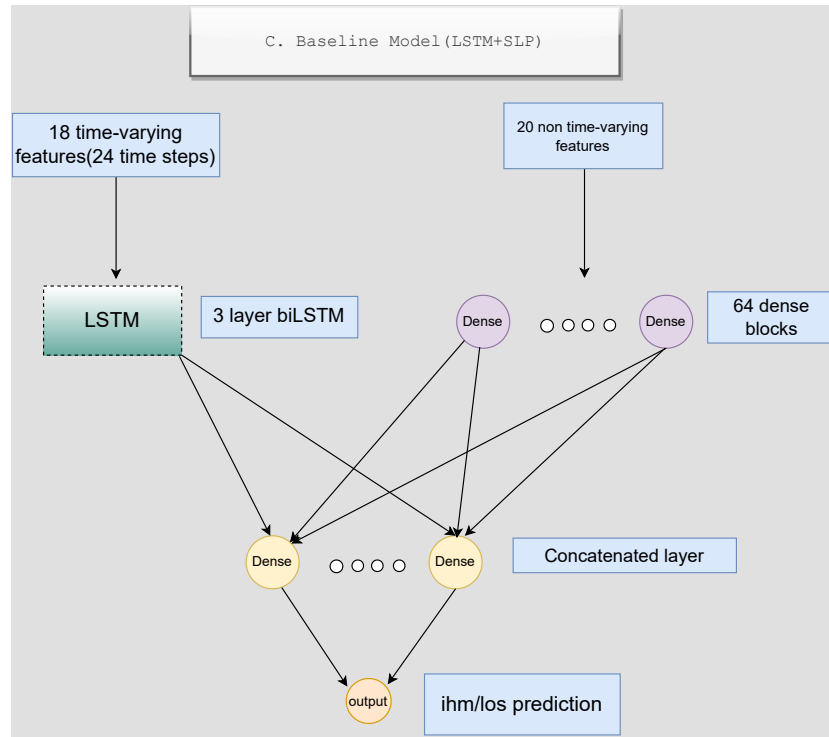 C. Baseline Model(LSTM+SLP)
18 time-varying
features(24 time steps)
20 non time-varying
features
LSTM
3 layer biLSTM
Dense
Dense
64 dense
blocks
Dense
Dense
Concatenated layer
output
ihm/los prediction